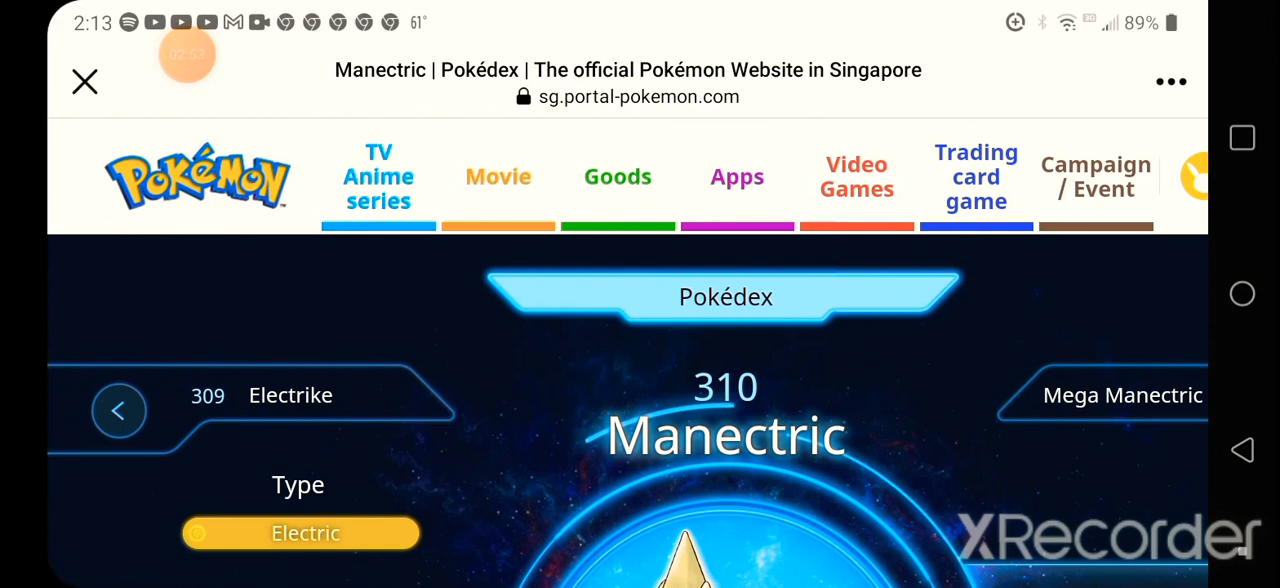 2:13 61° 89%
02:53
Manectric | Pokédex | The official Pokémon Website in Singapore
sg.portal-pokemon.com
POKéMON
TV
Anime
series
Movie
Goods
Apps
Video
Games
Trading
card
game
Campaign
/ Event
Pokédex
309 Electrike
310
Manectric
Mega Manectric
Type
Electric
XRecorder